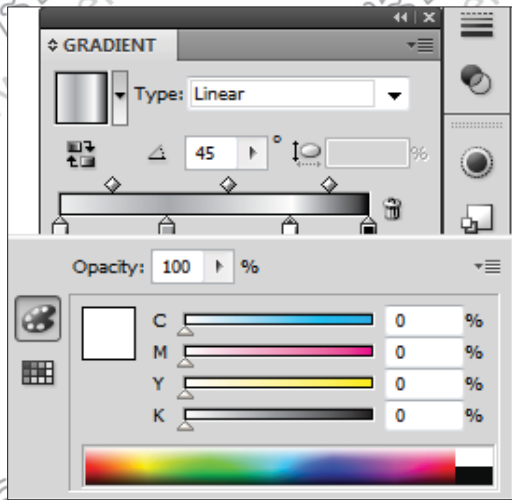 GRADIENT
Type: Linear
45 ° %
Opacity: 100 %
C 0 %
M 0 %
Y 0 %
K 0 %